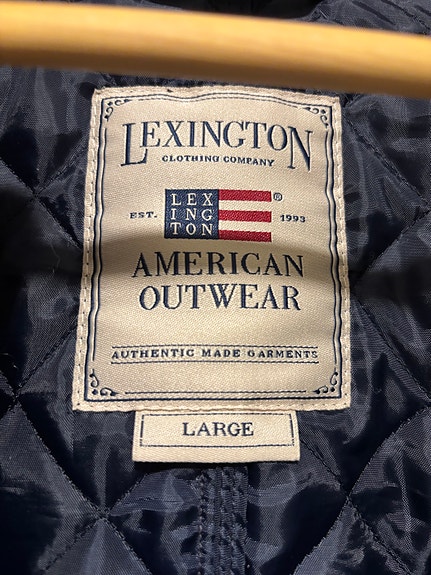 LEXINGTON
CLOTHING COMPANY
LEX
ING
TON
®
EST. 1993
AMERICAN
OUTWEAR
AUTHENTIC MADE GARMENTS
LARGE